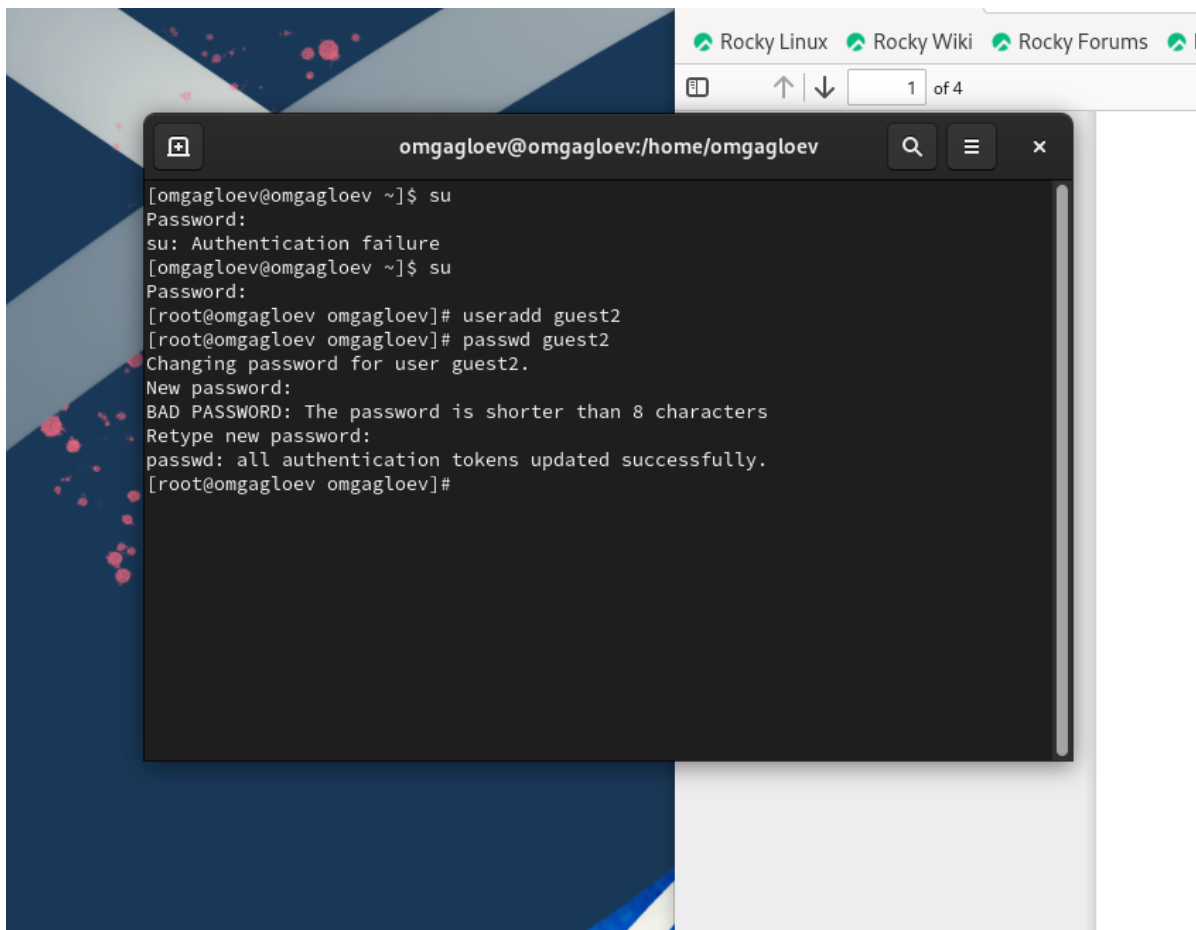 Rocky Linux Rocky Wiki Rocky Forums
1 of 4
omgagloev@omgagloev:/home/omgagloev
[omgagloev@omgagloev ~]$ su
Password:
su: Authentication failure
[omgagloev@omgagloev ~]$ su
Password:
[root@omgagloev omgagloev]# useradd guest2
[root@omgagloev omgagloev]# passwd guest2
Changing password for user guest2.
New password:
BAD PASSWORD: The password is shorter than 8 characters
Retype new password:
passwd: all authentication tokens updated successfully.
[root@omgagloev omgagloev]#